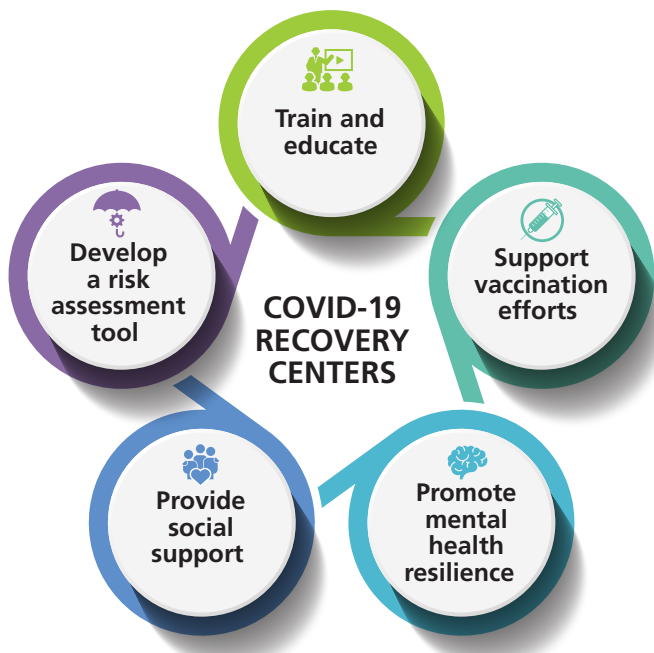 Train and
educate
Support
vaccination
efforts
Promote
mental
health
resilience
Provide
social
support
Develop
a risk
assessment
tool
COVID-19
RECOVERY
CENTERS